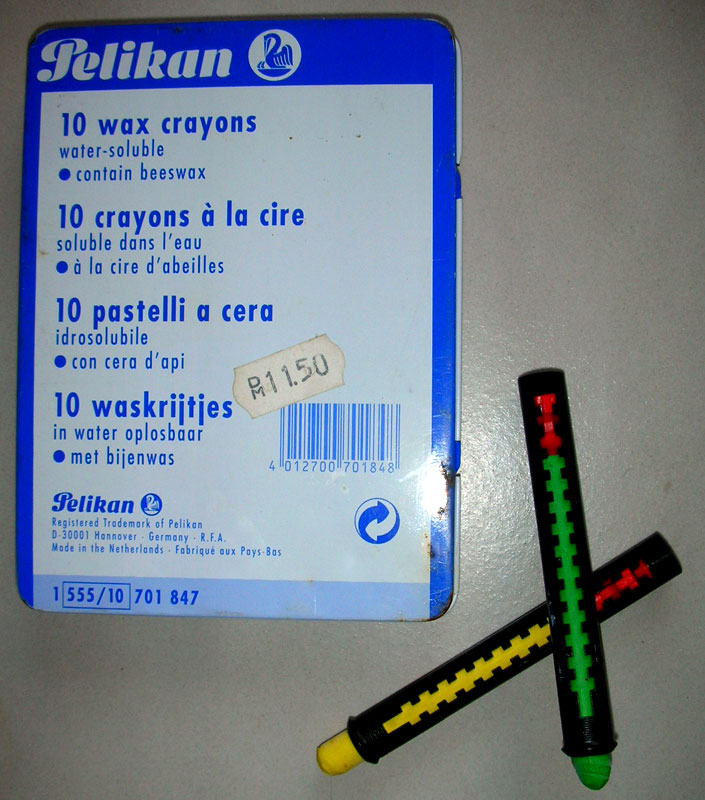 Pelikan
10 wax crayons
water-soluble
● contain beeswax
10 crayons à la cire
soluble dans l'eau
● à la cire d'abeilles
10 pastelli a cera
idrosolubile
● con cera d'api
DM 11.50
10 waskrijtjes
in water oplosbaar
● met bijenwas
4 012700 701848
Pelikan
Registered Trademark of Pelikan
D-30001 Hannover · Germany · R.F.A.
Made in the Netherlands · Fabriqué aux Pays-Bas
1 555/10 701 847